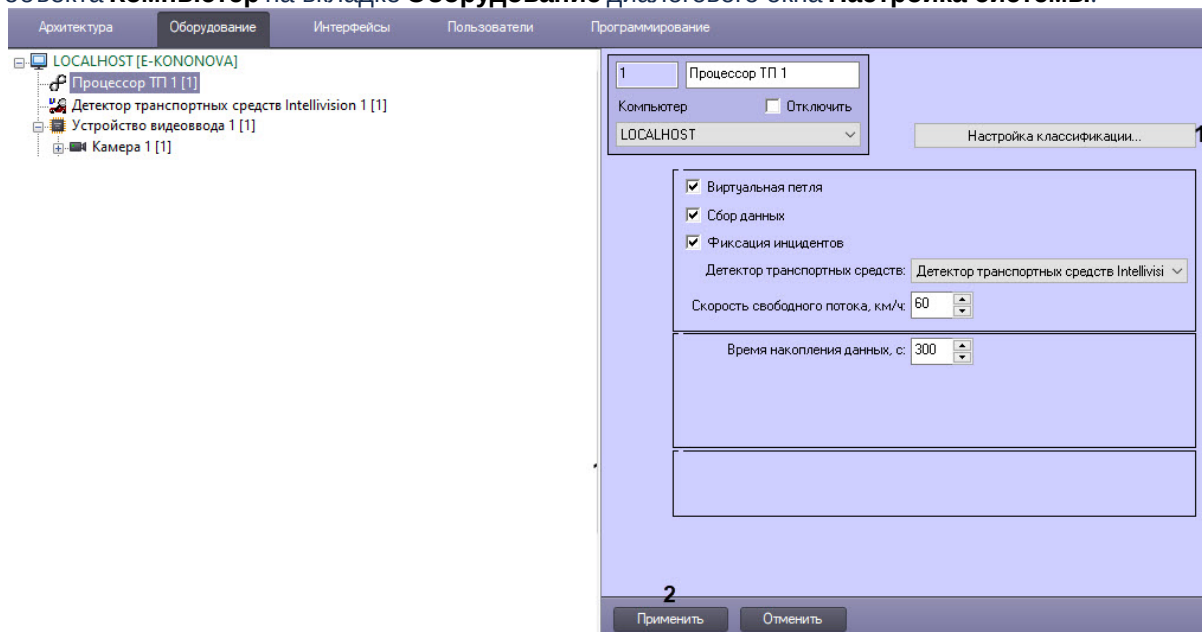 объекта Компьютер на вкладке Оборудование диалогового окна Настройка системы.
Архитектура Оборудование Интерфейсы Пользователи Программирование
LOCALHOST [E-KONONOVA]
Процессор ТП 1 [1]
Детектор транспортных средств Intellivision 1 [1]
Устройство видеоввода 1 [1]
Камера 1 [1]
1 Процессор ТП 1
Компьютер Отключить
LOCALHOST
Настройка классификации... 1
Виртуальная петля
Сбор данных
Фиксация инцидентов
Детектор транспортных средств: Детектор транспортных средств Intellivisi
Скорость свободного потока, км/ч: 60
Время накопления данных, с: 300
2
Применить Отменить